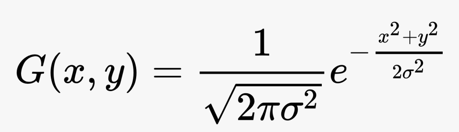 G(x, y) = \frac{1}{\sqrt{2\pi\sigma^2}} e^{-\frac{x^2+y^2}{2\sigma^2}}